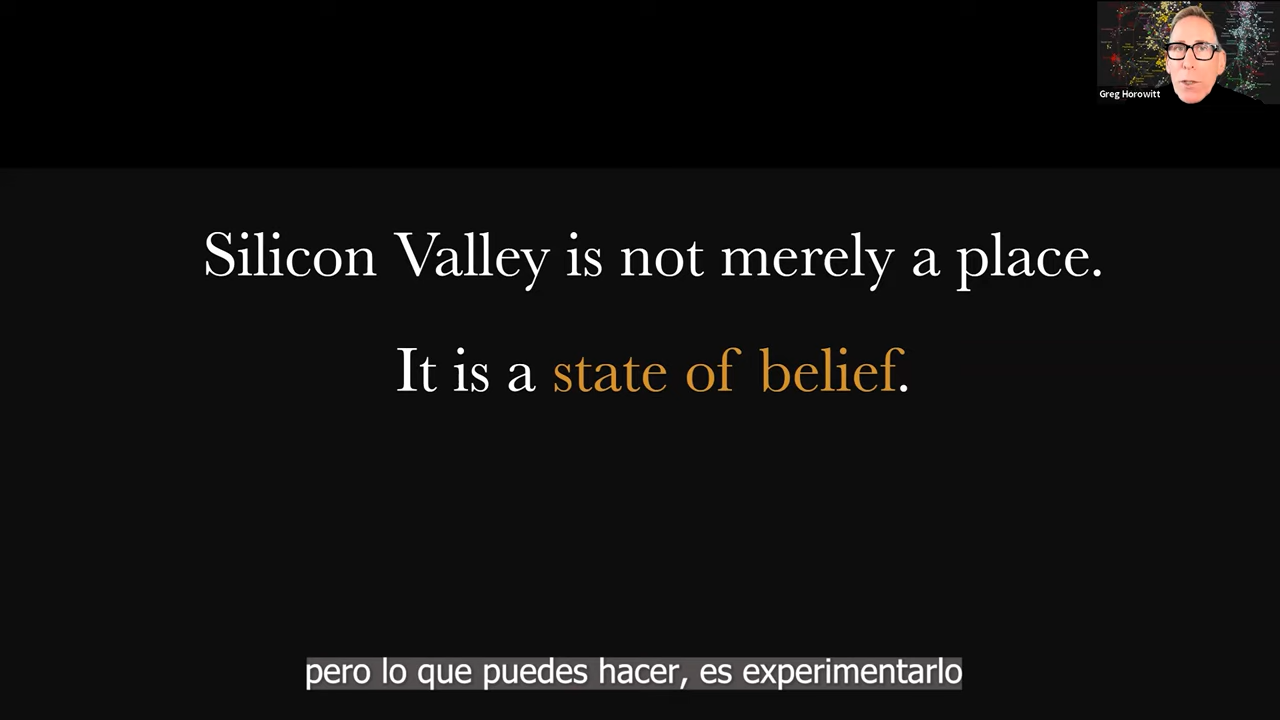 Greg Horowitt
Silicon Valley is not merely a place.
It is a state of belief.
pero lo que puedes hacer, es experimentarlo